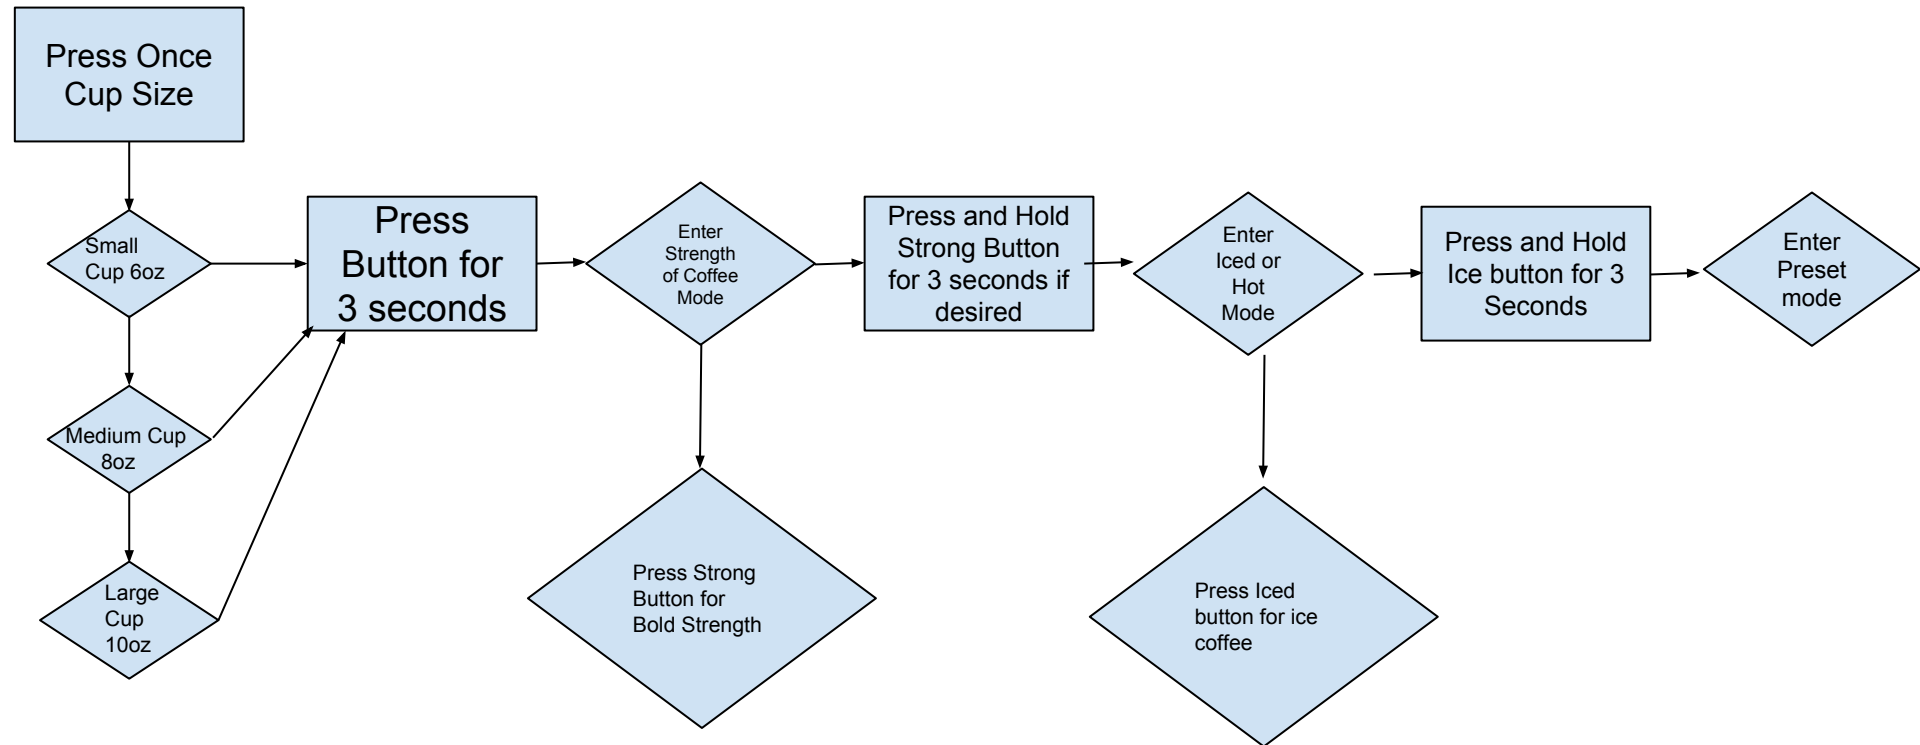 Press Once
Cup Size
Small
Cup 6oz
Medium Cup
8oz
Large
Cup
10oz
Press
Button for
3 seconds
Enter
Strength
of Coffee
Mode
Press Strong
Button for
Bold Strength
Press and Hold
Strong Button
for 3 seconds if
desired
Enter
Iced or
Hot
Mode
Press Iced
button for ice
coffee
Press and Hold
Ice button for 3
Seconds
Enter
Preset
mode